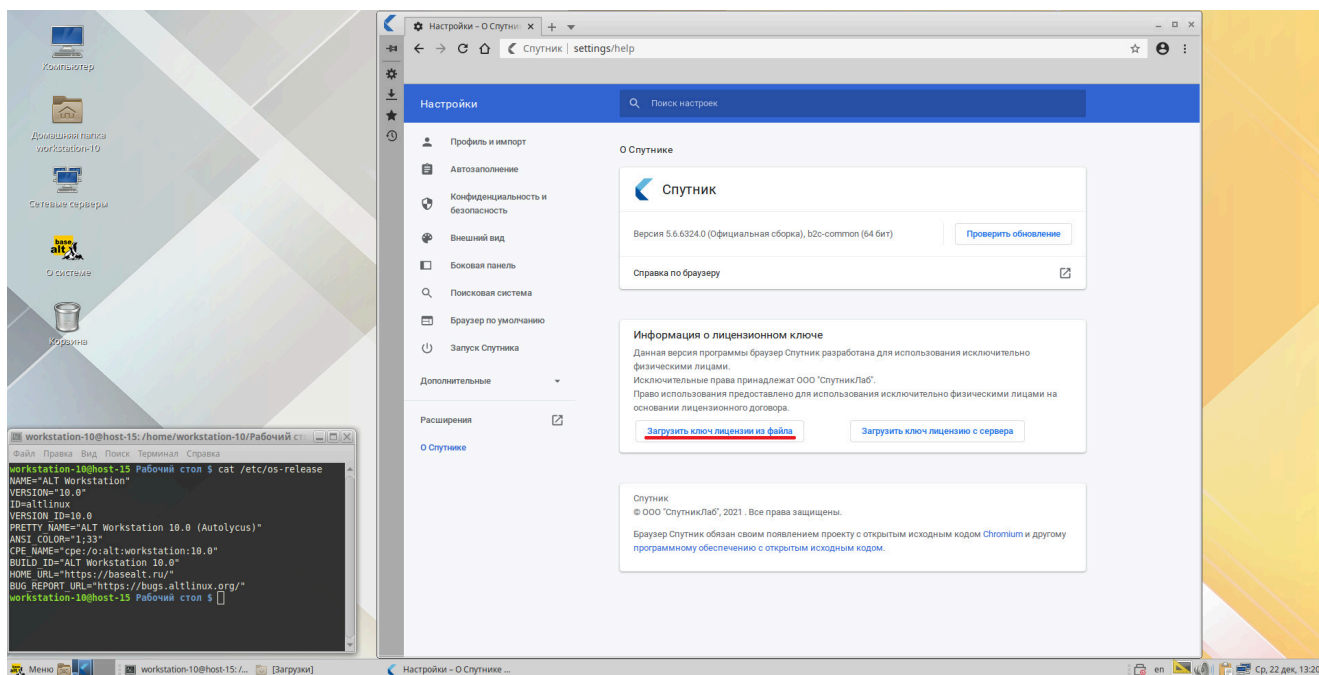 Компьютер
Домашняя папка
workstation-10
Сетевые серверы
base
alt
О системе
Корзина
Настройки – О Спутни
Спутник | settings/help
Настройки
Поиск настроек
Профиль и импорт
Автозаполнение
Конфиденциальность и
безопасность
Внешний вид
Боковая панель
Поисковая система
Браузер по умолчанию
Запуск Спутника
Дополнительные
Расширения
О Спутнике
О Спутнике
Спутник
Версия 5.6.6324.0 (Официальная сборка), b2c-common (64 бит)
Проверить обновление
Справка по браузеру
Информация о лицензионном ключе
Данная версия программы браузер Спутник разработана для использования исключительно
физическими лицами.
Исключительные права принадлежат ООО "СпутникЛаб".
Право использования предоставлено для использования исключительно физическими лицами на
основании лицензионного договора.
Загрузить ключ лицензии из файла
Загрузить ключ лицензию с сервера
Спутник
© ООО "СпутникЛаб", 2021 . Все права защищены.
Браузер Спутник обязан своим появлением проекту с открытым исходным кодом Chromium и другому
программному обеспечению с открытым исходным кодом.
workstation-10@host-15: /home/workstation-10/Рабочий ст
Файл Правка Вид Поиск Терминал Справка
workstation-10@host-15 Рабочий стол $ cat /etc/os-release
NAME="ALT Workstation"
VERSION="10.0"
ID=altlinux
VERSION_ID=10.0
PRETTY_NAME="ALT Workstation 10.0 (Autolycus)"
ANSI_COLOR="1;33"
CPE_NAME="cpe:/o:alt:workstation:10.0"
BUILD_ID="ALT Workstation 10.0"
HOME_URL="https://basealt.ru/"
BUG_REPORT_URL="https://bugs.altlinux.org/"
workstation-10@host-15 Рабочий стол $
Меню
workstation-10@host-15: /...
[Загрузки]
Настройки – О Спутнике ...
en
Ср, 22 дек, 13:20